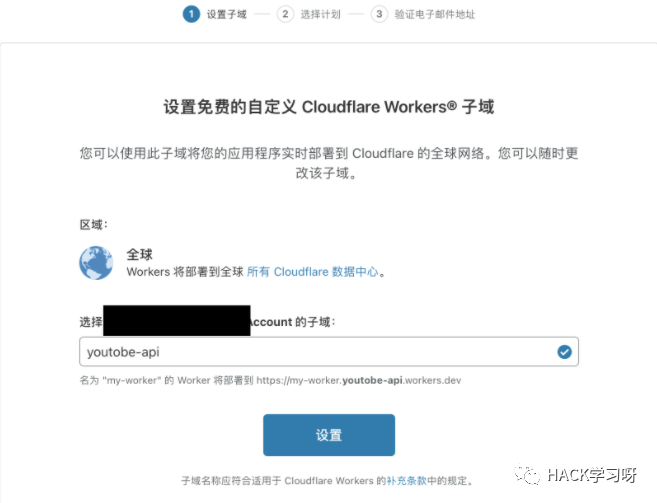 1 设置子域 2 选择计划 3 验证电子邮件地址
设置免费的自定义 Cloudflare Workers® 子域
您可以使用此子域将您的应用程序实时部署到 Cloudflare 的全球网络。您可以随时更
改该子域。
区域：
全球
Workers 将部署到全球 所有 Cloudflare 数据中心。
选择 Account 的子域：
youtobe-api
名为 "my-worker" 的 Worker 将部署到 https://my-worker.youtobe-api.workers.dev
设置
子域名称应符合适用于 Cloudflare Workers 的补充条款中的规定。
HACK学习呀